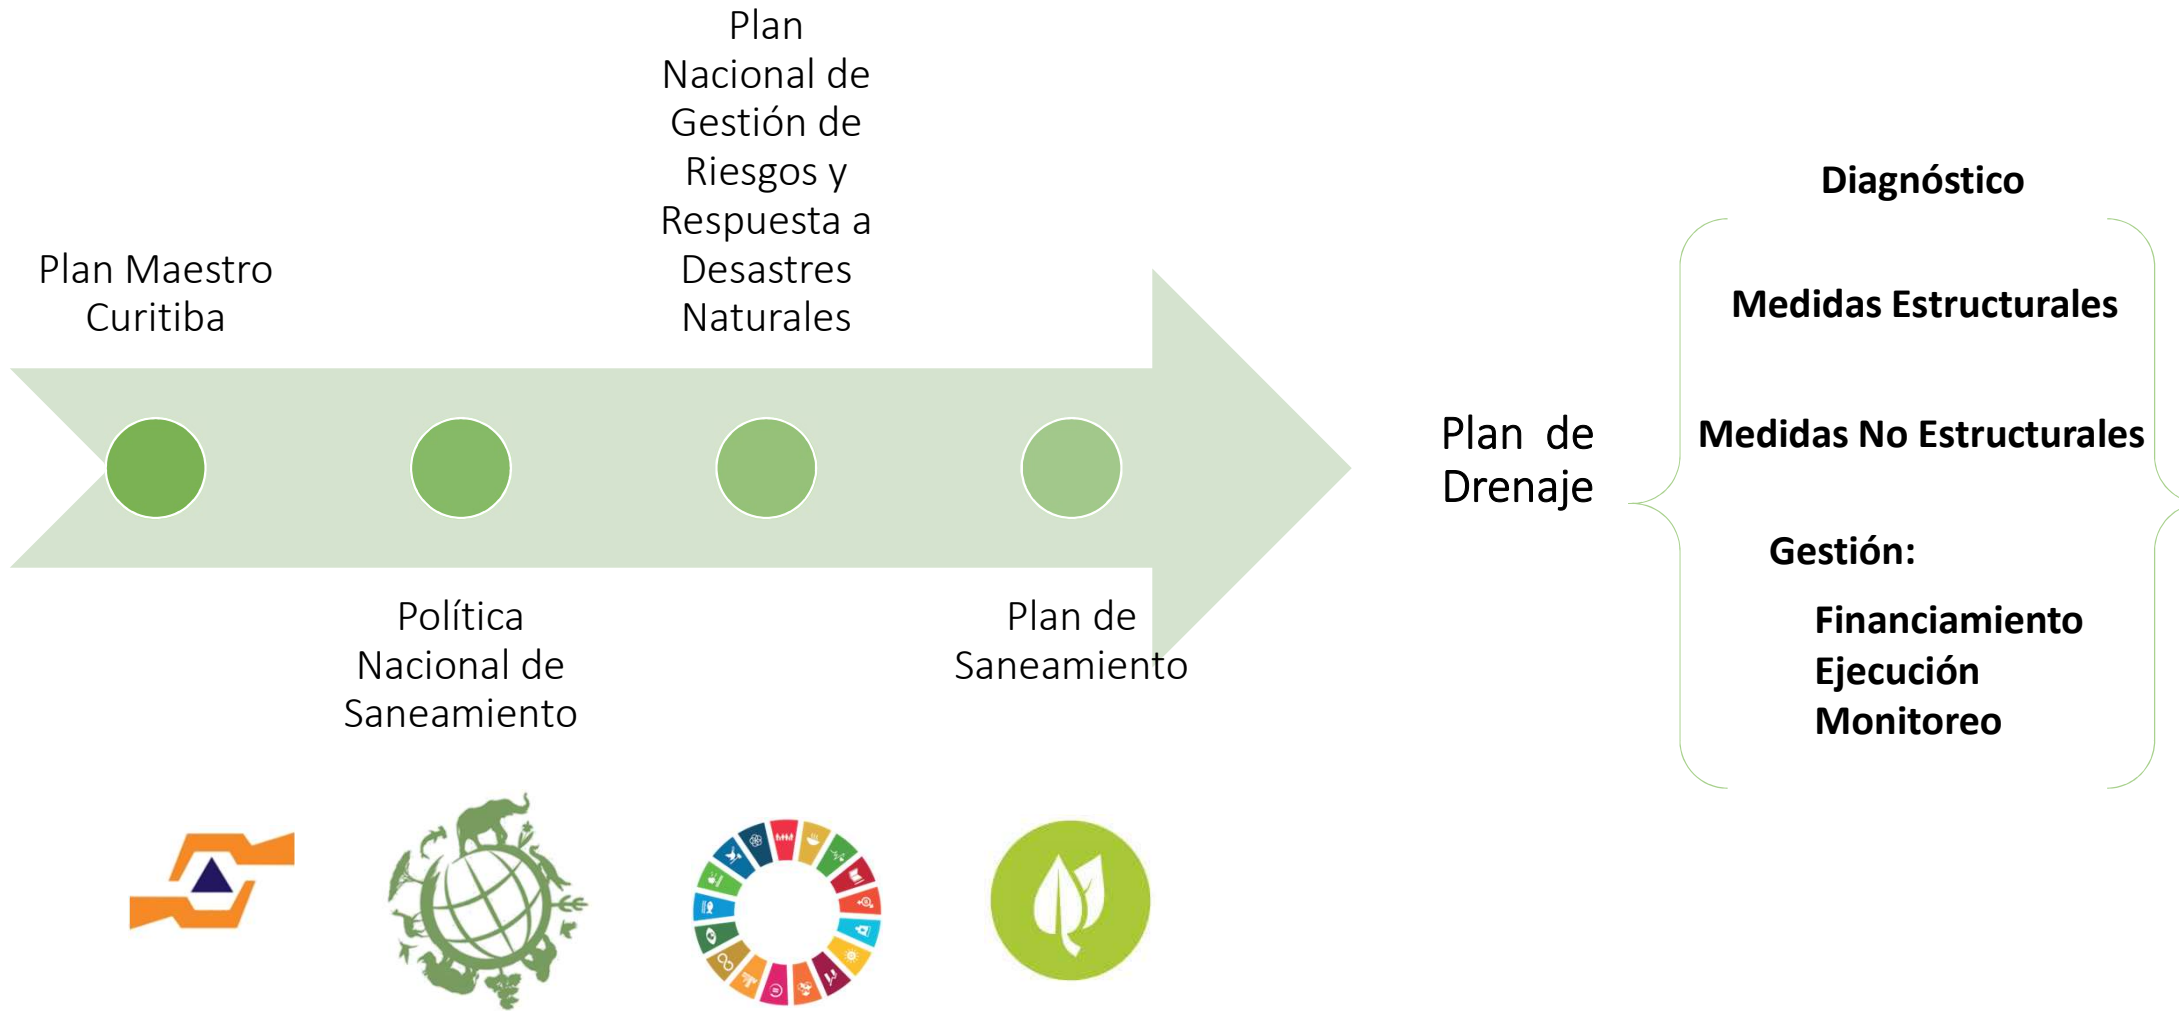 Plan Maestro
Curitiba
Política
Nacional de
Saneamiento
Plan
Nacional de
Gestión de
Riesgos y
Respuesta a
Desastres
Naturales
Plan de
Saneamiento
Plan de
Drenaje
Diagnóstico
Medidas Estructurales
Medidas No Estructurales
Gestión:
Financiamiento
Ejecución
Monitoreo